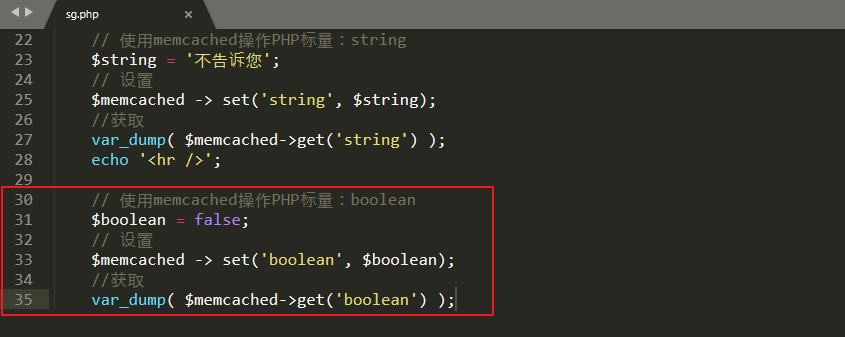 sg.php
22 // 使用memcached操作PHP标量：string
23 $string = '不告诉您';
24 // 设置
25 $memcached -> set('string', $string);
26 //获取
27 var_dump( $memcached->get('string') );
28 echo '<hr />';
29
30 // 使用memcached操作PHP标量：boolean
31 $boolean = false;
32 // 设置
33 $memcached -> set('boolean', $boolean);
34 //获取
35 var_dump( $memcached->get('boolean') );